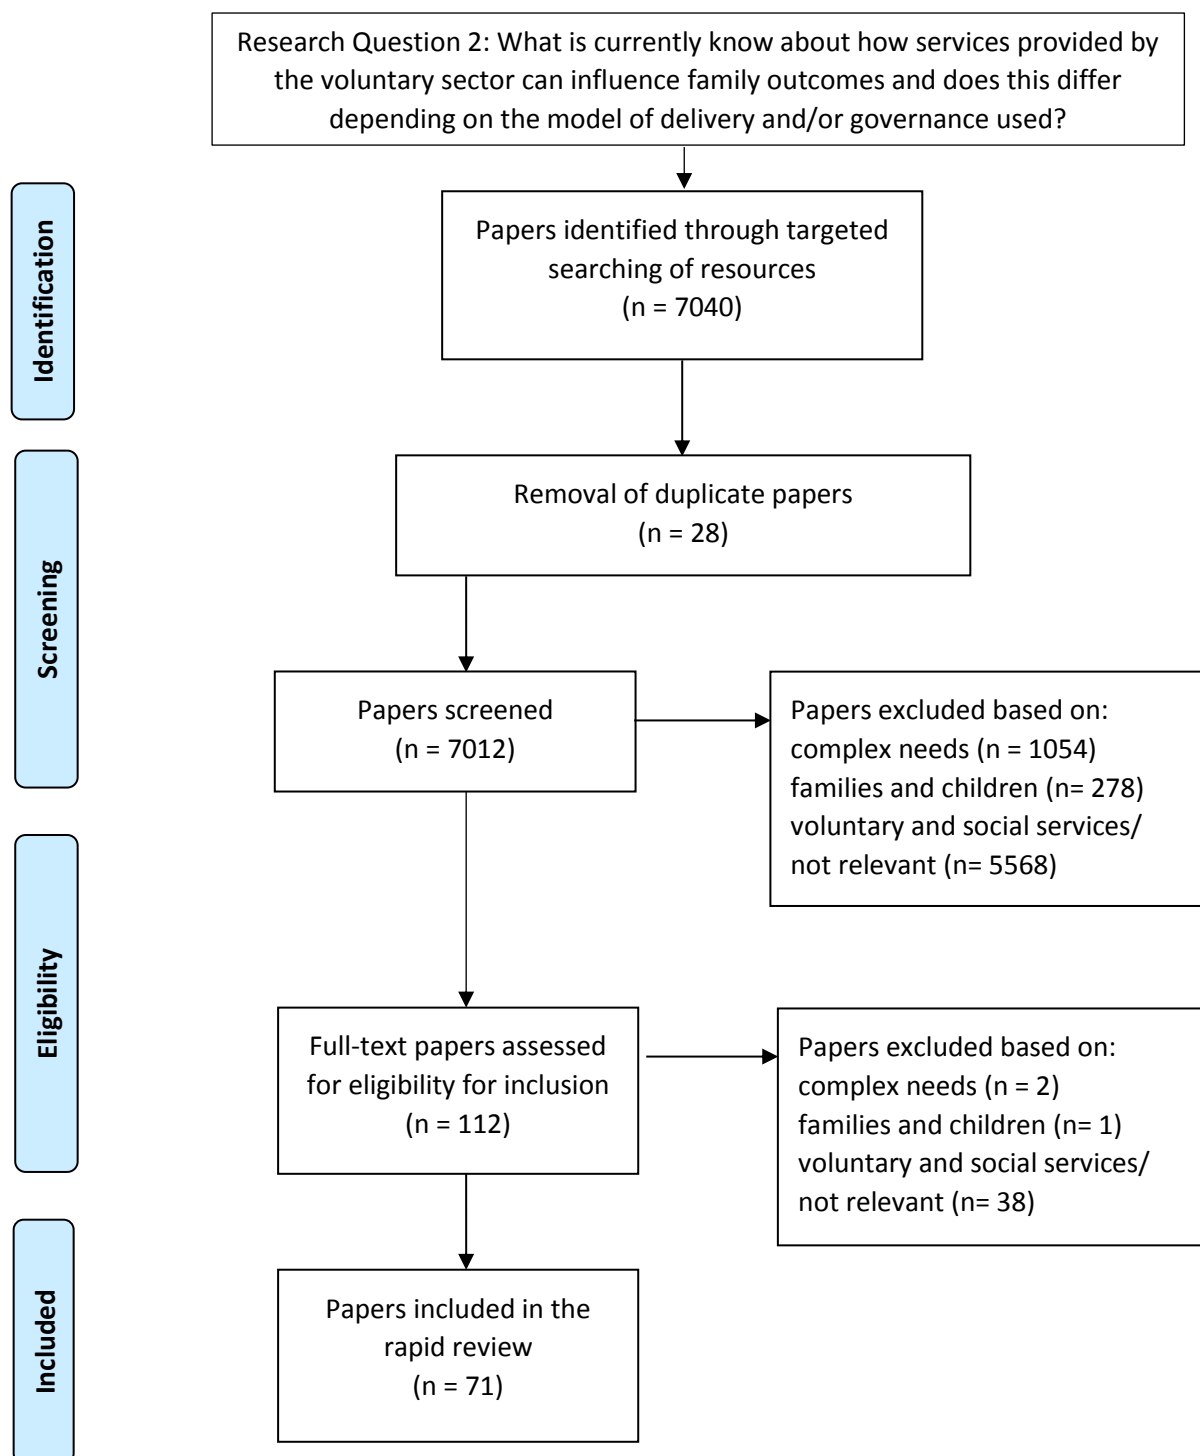 Research Question 2: What is currently know about how services provided by
the voluntary sector can influence family outcomes and does this differ
depending on the model of delivery and/or governance used?
Identification
Papers identified through targeted
searching of resources
(n = 7040)
Screening
Removal of duplicate papers
(n = 28)
Papers screened
(n = 7012)
Papers excluded based on:
complex needs (n = 1054)
families and children (n= 278)
voluntary and social services/
not relevant (n= 5568)
Eligibility
Full-text papers assessed
for eligibility for inclusion
(n = 112)
Papers excluded based on:
complex needs (n = 2)
families and children (n= 1)
voluntary and social services/
not relevant (n= 38)
Included
Papers included in the
rapid review
(n = 71)